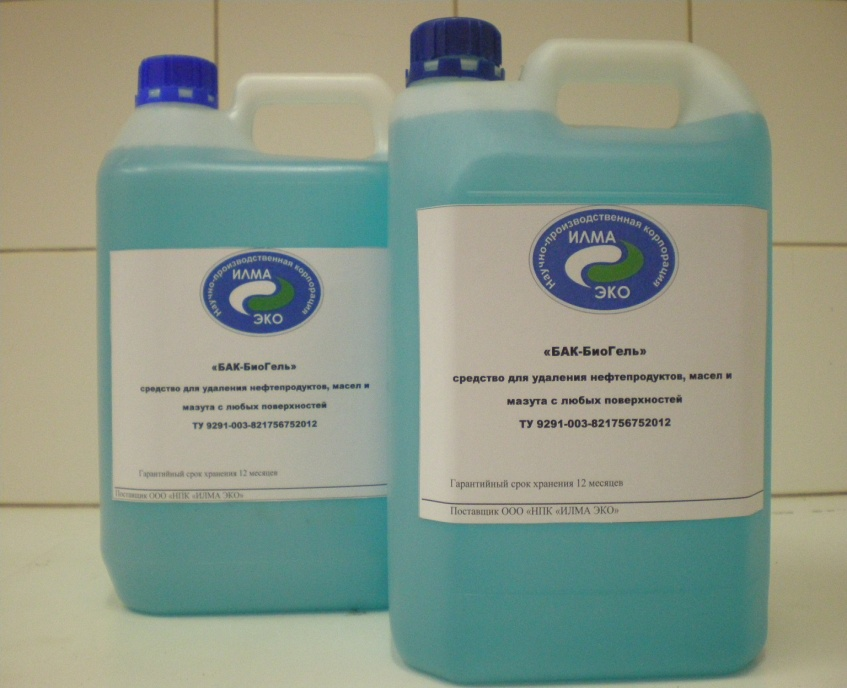 Научно-производственная корпорация
ИЛМА
ЭКО
«БАК-БиоГель»
средство для удаления нефтепродуктов, масел и
мазута с любых поверхностей
ТУ 9291-003-821756752012
Гарантийный срок хранения 12 месяцев
Поставщик ООО «НПК «ИЛМА ЭКО»
Научно-производственная корпорация
ИЛМА
ЭКО
«БАК-БиоГель»
средство для удаления нефтепродуктов, масел и
мазута с любых поверхностей
ТУ 9291-003-821756752012
Гарантийный срок хранения 12 месяцев
Поставщик ООО «НПК «ИЛМА ЭКО»